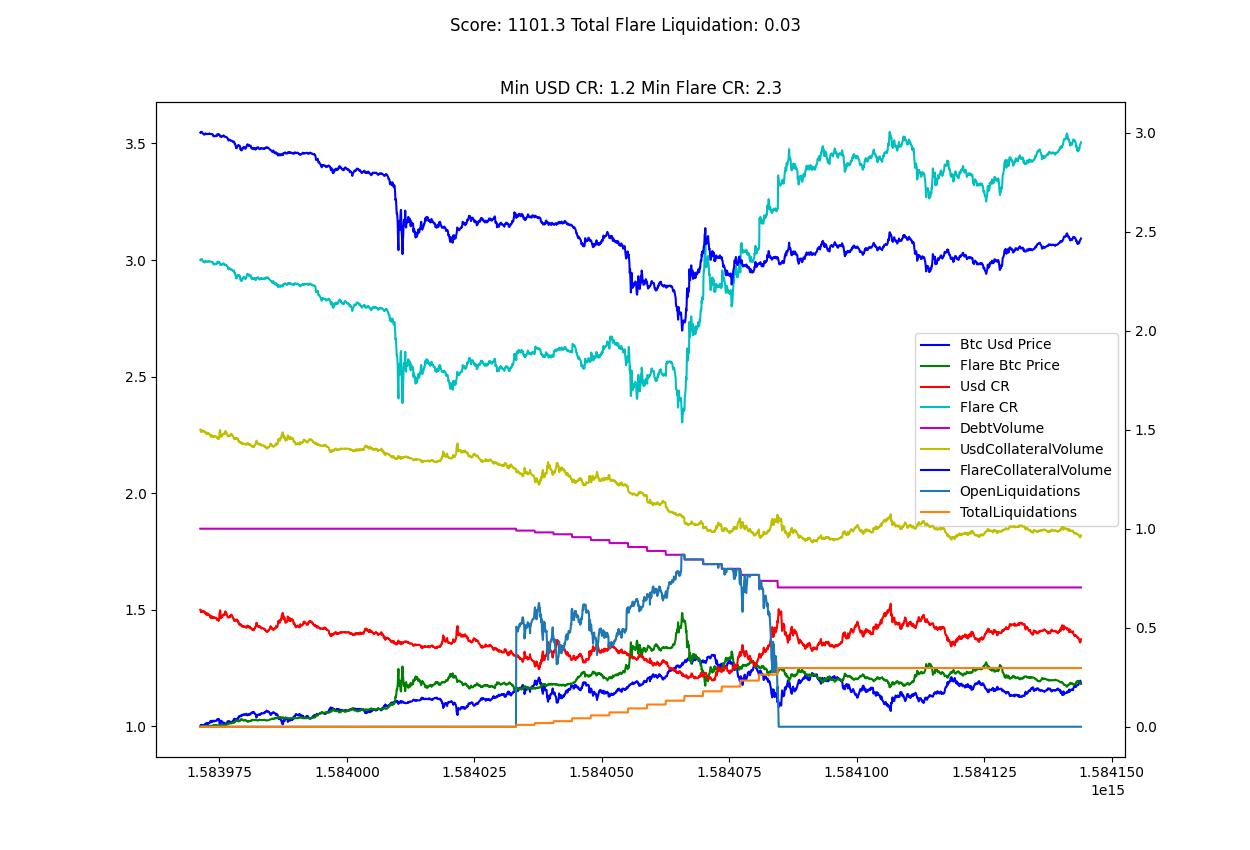 Score: 1101.3 Total Flare Liquidation: 0.03
Min USD CR: 1.2 Min Flare CR: 2.3
3.5
3.0
2.5
2.0
1.5
1.0
3.0
2.5
2.0
1.5
1.0
0.5
0.0
Btc Usd Price
Flare Btc Price
Usd CR
Flare CR
DebtVolume
UsdCollateralVolume
FlareCollateralVolume
OpenLiquidations
TotalLiquidations
1.583975 1.584000 1.584025 1.584050 1.584075 1.584100 1.584125 1.584150
1e15